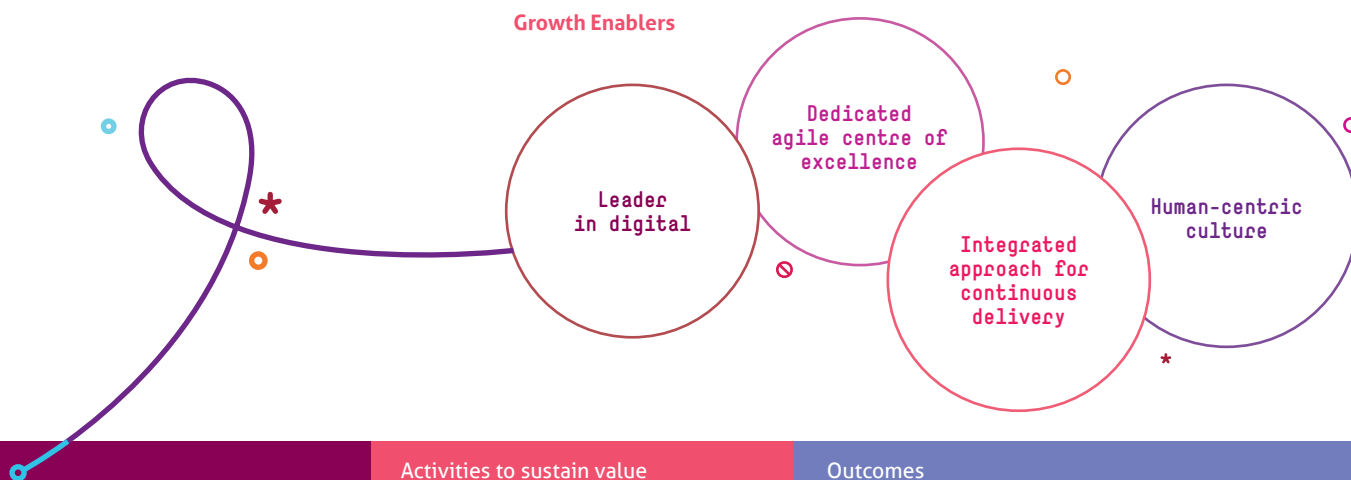 Growth Enablers
Dedicated
agile centre of
excellence
Leader
in digital
Human-centric
culture
Integrated
approach for
continuous
delivery
Activities to sustain value
Outcomes